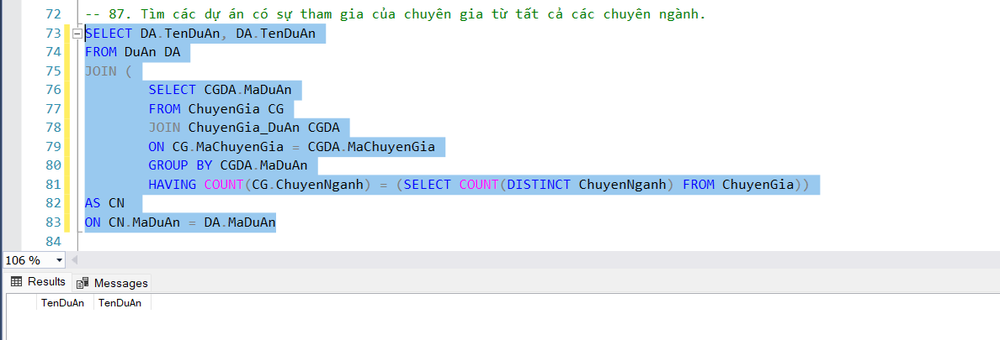 72 -- 87. Tìm các dự án có sự tham gia của chuyên gia từ tất cả các chuyên ngành.
73 SELECT DA.TenDuAn, DA.TenDuAn
74 FROM DuAn DA
75 JOIN (
76 SELECT CGDA.MaDuAn
77 FROM ChuyenGia CG
78 JOIN ChuyenGia_DuAn CGDA
79 ON CG.MaChuyenGia = CGDA.MaChuyenGia
80 GROUP BY CGDA.MaDuAn
81 HAVING COUNT(CG.ChuyenNganh) = (SELECT COUNT(DISTINCT ChuyenNganh) FROM ChuyenGia))
82 AS CN
83 ON CN.MaDuAn = DA.MaDuAn
84
106 %
Results Messages
TenDuAn TenDuAn